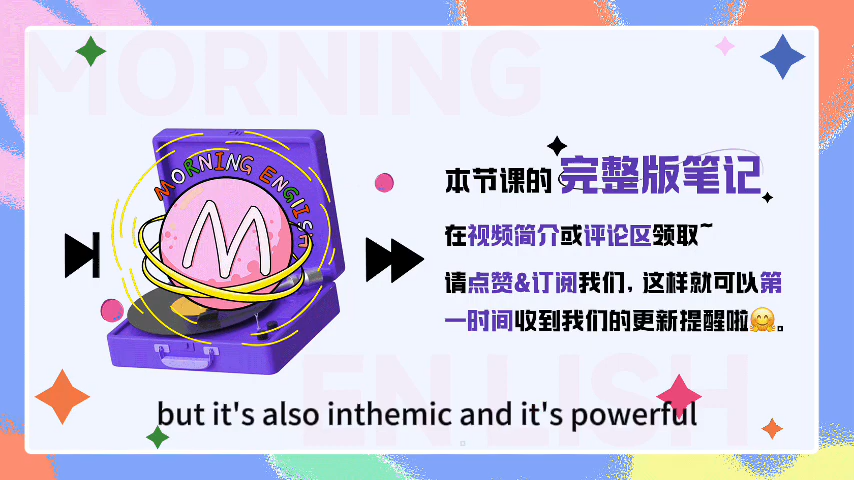 MORNING
MORNING ENGLISH
M
本节课的 完整版笔记
在视频简介或评论区领取~
请点赞&订阅我们, 这样就可以第
一时间收到我们的更新提醒啦🤗。
EN LISH
but it's also inthemic and it's powerful